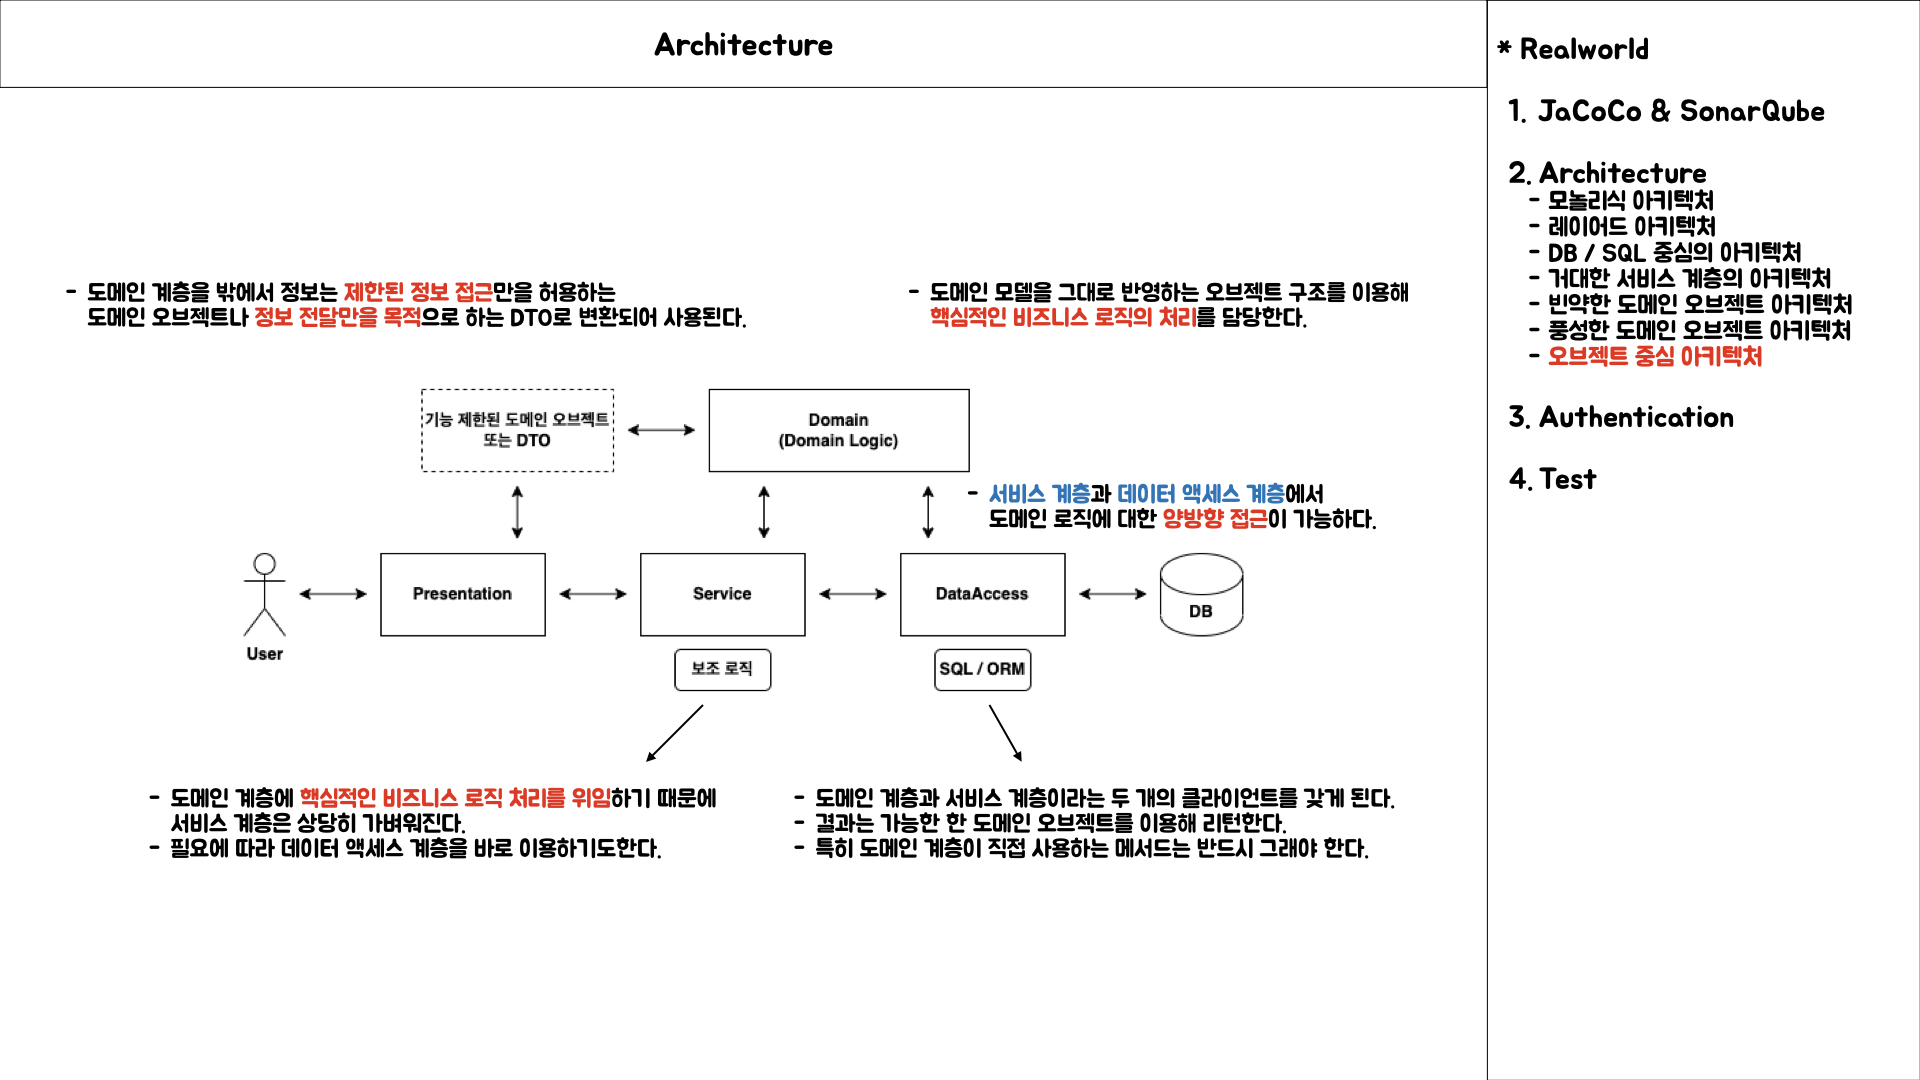 Architecture
- 도메인 계층을 밖에서 정보는 제한된 정보 접근만을 허용하는
도메인 오브젝트나 정보 전달만을 목적으로 하는 DTO로 변환되어 사용된다.
- 도메인 모델을 그대로 반영하는 오브젝트 구조를 이용해
핵심적인 비즈니스 로직의 처리를 담당한다.
기능 제한된 도메인 오브젝트
또는 DTO
Domain
(Domain Logic)
- 서비스 계층과 데이터 액세스 계층에서
도메인 로직에 대한 양방향 접근이 가능하다.
User
Presentation
Service
DataAccess
DB
보조 로직
SQL / ORM
- 도메인 계층에 핵심적인 비즈니스 로직 처리를 위임하기 때문에
서비스 계층은 상당히 가벼워진다.
- 필요에 따라 데이터 액세스 계층을 바로 이용하기도한다.
- 도메인 계층과 서비스 계층이라는 두 개의 클라이언트를 갖게 된다.
- 결과는 가능한 한 도메인 오브젝트를 이용해 리턴한다.
- 특히 도메인 계층이 직접 사용하는 메서드는 반드시 그래야 한다.
* Realworld
1. JaCoCo & SonarQube
2. Architecture
- 모놀리식 아키텍처
- 레이어드 아키텍처
- DB / SQL 중심의 아키텍처
- 거대한 서비스 계층의 아키텍처
- 빈약한 도메인 오브젝트 아키텍처
- 풍성한 도메인 오브젝트 아키텍처
- 오브젝트 중심 아키텍처
3. Authentication
4. Test